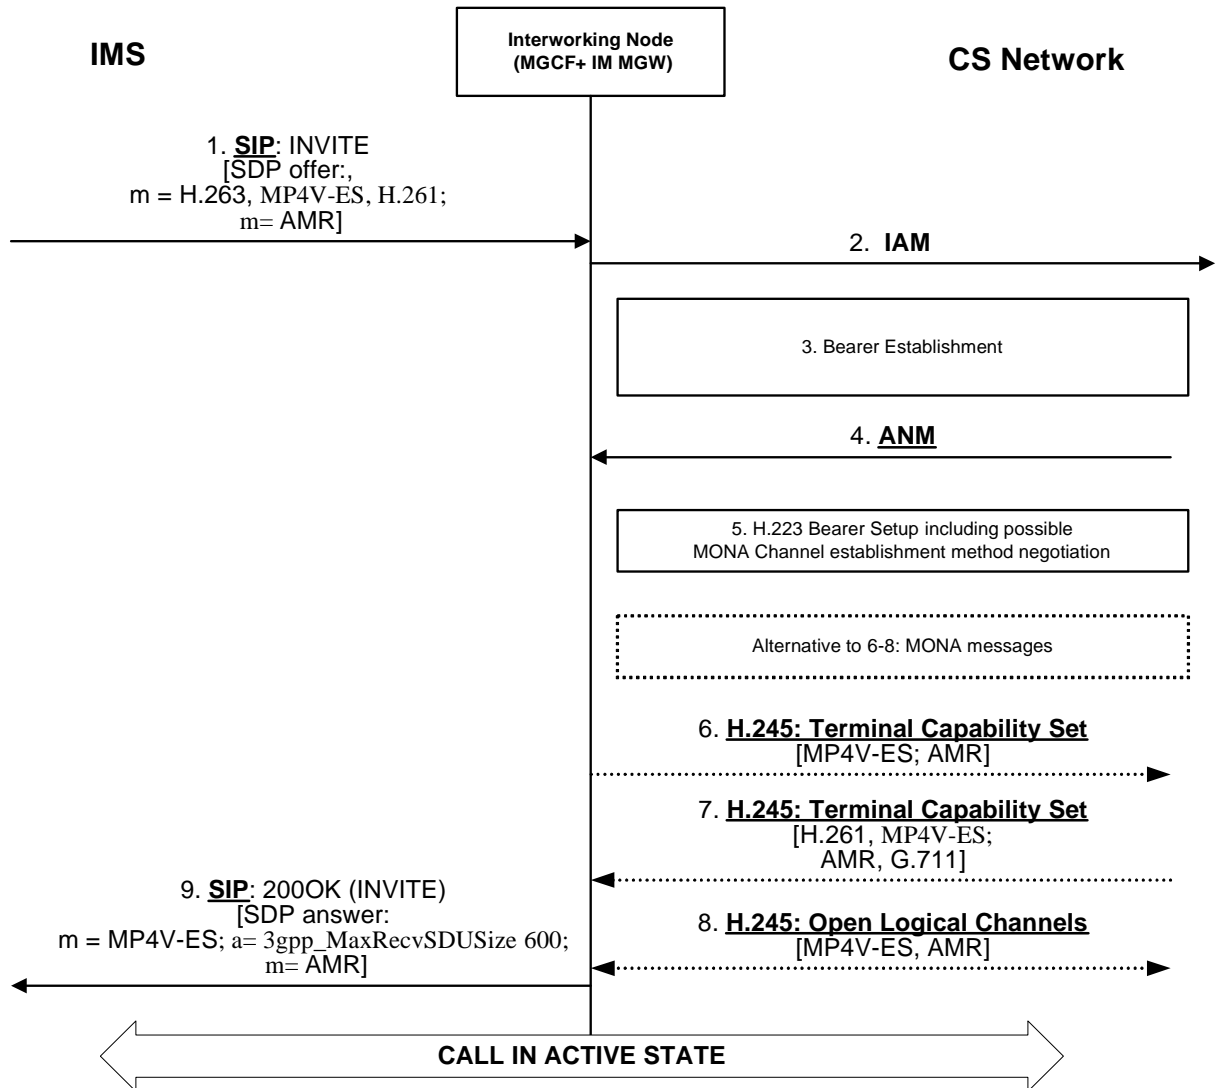 IMS
Interworking Node
(MGCF+ IM MGW)
CS Network
1. SIP: INVITE
[SDP offer:,
m = H.263, MP4V-ES, H.261;
m= AMR]
2. IAM
3. Bearer Establishment
4. ANM
5. H.223 Bearer Setup including possible
MONA Channel establishment method negotiation
Alternative to 6-8: MONA messages
6. H.245: Terminal Capability Set
[MP4V-ES; AMR]
7. H.245: Terminal Capability Set
[H.261, MP4V-ES;
AMR, G.711]
8. H.245: Open Logical Channels
[MP4V-ES, AMR]
9. SIP: 200OK (INVITE)
[SDP answer:
m = MP4V-ES; a= 3gpp_MaxRecvSDUSize 600;
m= AMR]
CALL IN ACTIVE STATE